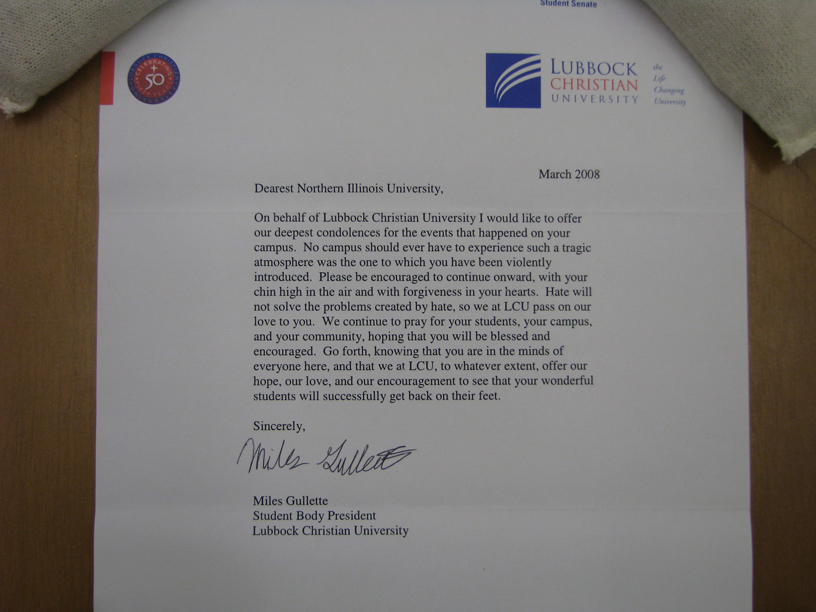 Student Senate
CELEBRATING
50
LUBBOCK
CHRISTIAN
UNIVERSITY
the
Life
Changing
University
March 2008
Dearest Northern Illinois University,
On behalf of Lubbock Christian University I would like to offer
our deepest condolences for the events that happened on your
campus. No campus should ever have to experience such a tragic
atmosphere was the one to which you have been violently
introduced. Please be encouraged to continue onward, with your
chin high in the air and with forgiveness in your hearts. Hate will
not solve the problems created by hate, so we at LCU pass on our
love to you. We continue to pray for your students, your campus,
and your community, hoping that you will be blessed and
encouraged. Go forth, knowing that you are in the minds of
everyone here, and that we at LCU, to whatever extent, offer our
hope, our love, and our encouragement to see that your wonderful
students will successfully get back on their feet.
Sincerely,
Miles Gullette
Miles Gullette
Student Body President
Lubbock Christian University